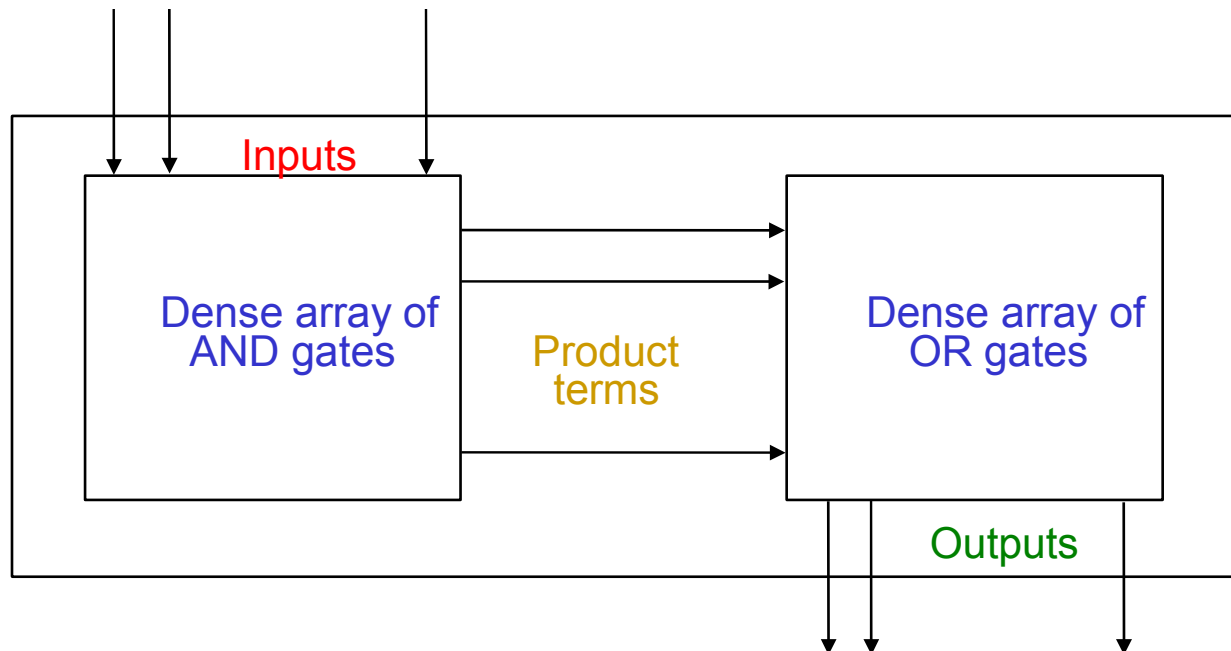 Inputs
Dense array of
AND gates
Product
terms
Dense array of
OR gates
Outputs